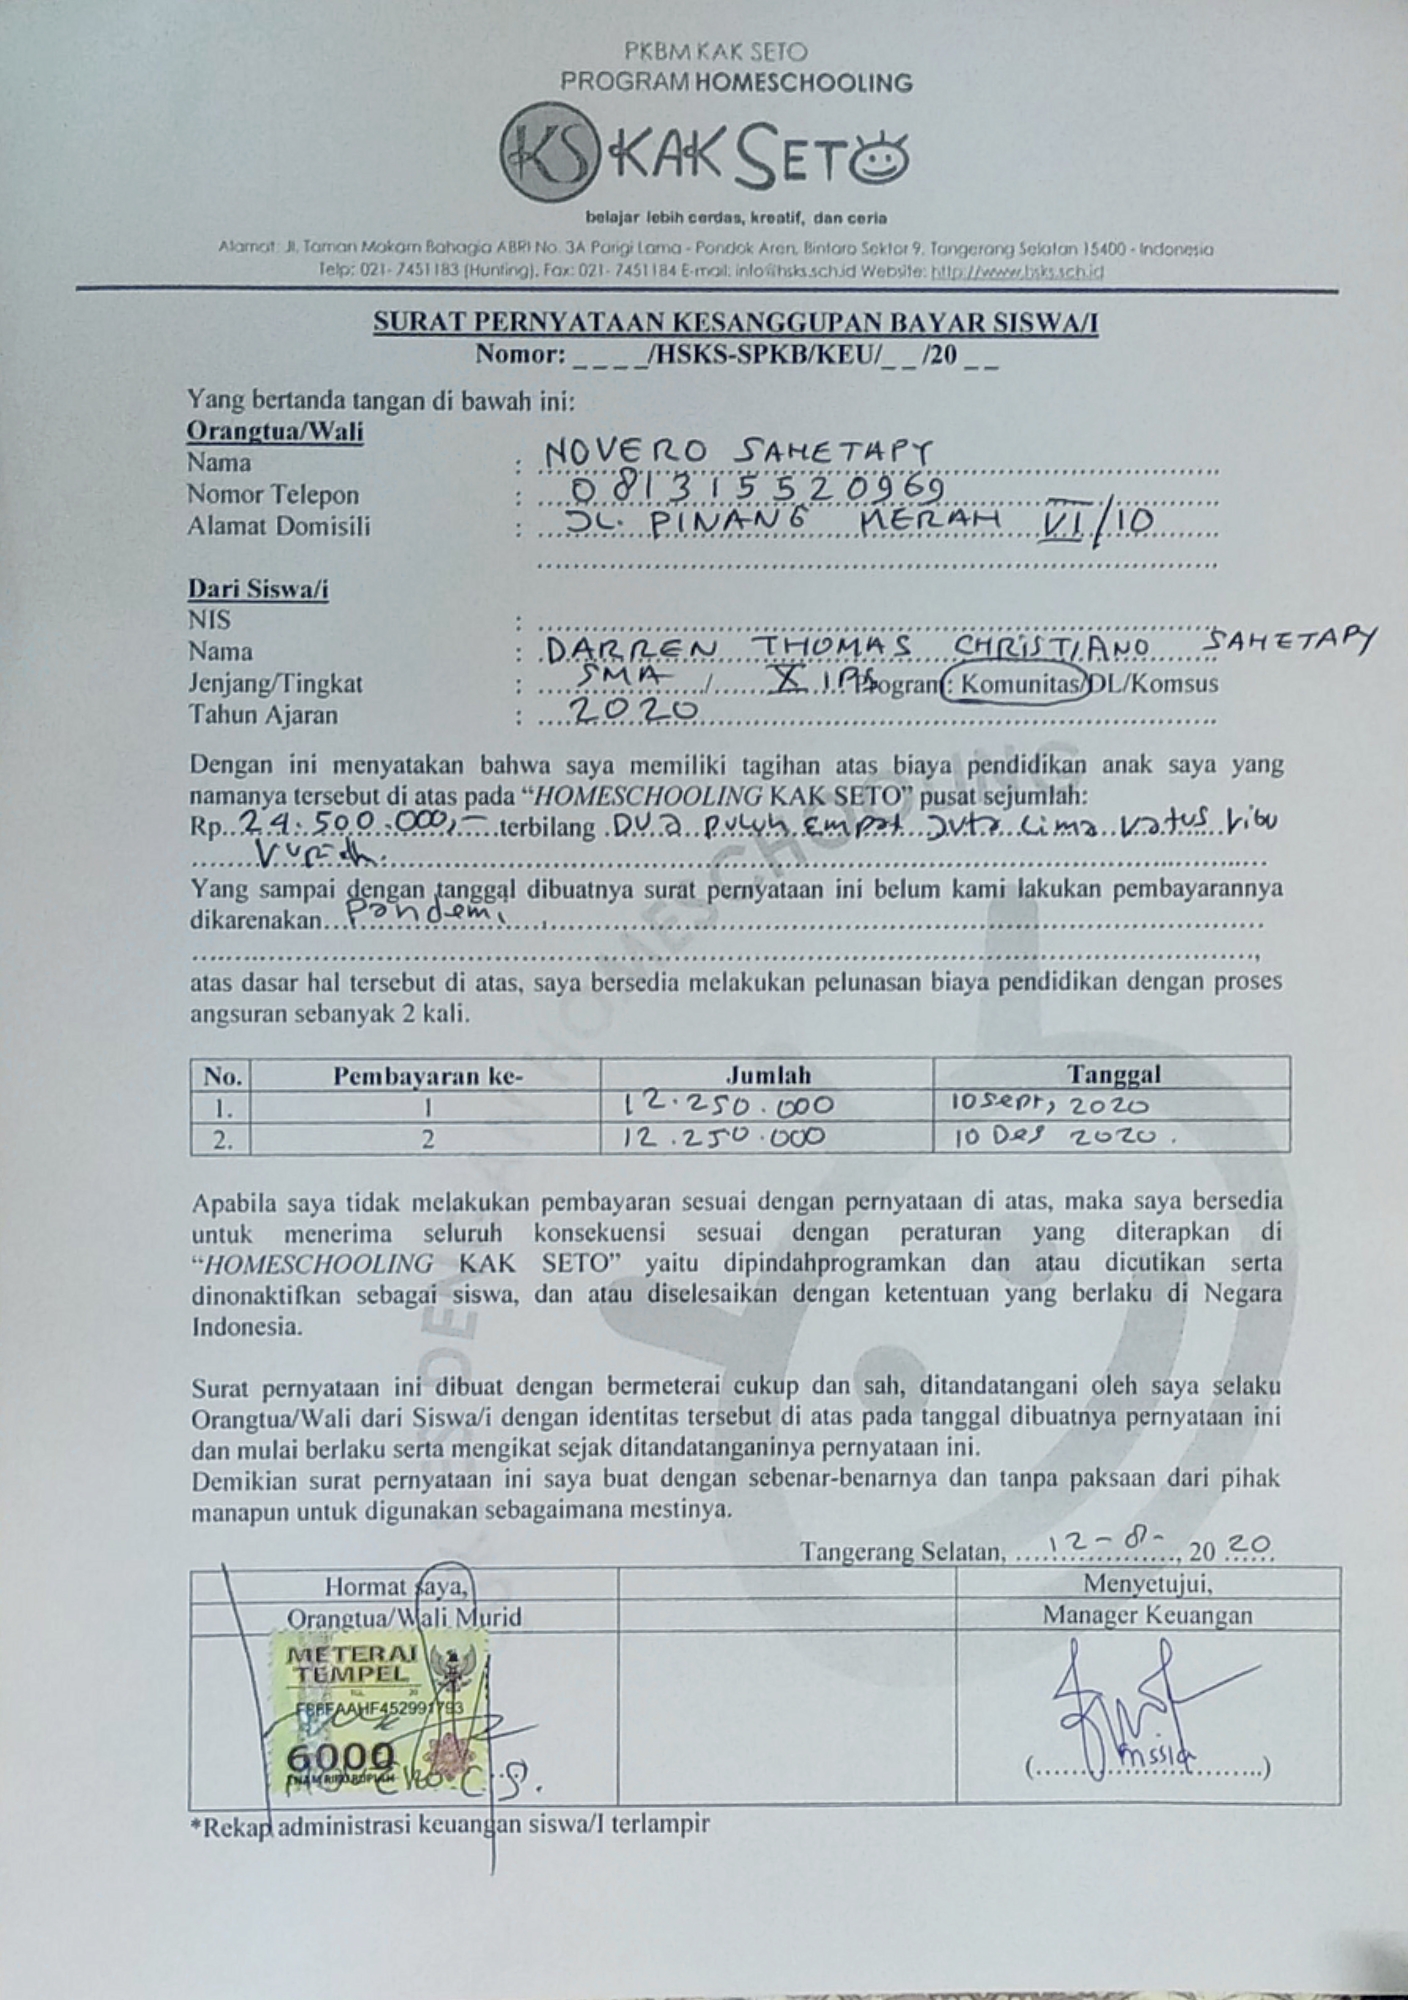 PKBM KAK SETO
PROGRAM HOMESCHOOLING
KS KAK SETO
belajar lebih cerdas, kreatif, dan ceria
Alamat: Jl. Taman Makam Bahagia ABRI No. 3A Parigi Lama - Pondok Aren, Bintaro Sektor 9, Tangerang Selatan 15400 - Indonesia
Telp: 021- 7451183 (Hunting), Fax: 021- 7451184 E-mail: info@hsks.sch.id Website: http://www.hsks.sch.id
SURAT PERNYATAAN KESANGGUPAN BAYAR SISWA/I
Nomor: _ _ _ _/HSKS-SPKB/KEU/_ _ /20 _ _
Yang bertanda tangan di bawah ini:
Orangtua/Wali
Nama : NOVERO SAHETAPY
Nomor Telepon : 081315520969
Alamat Domisili : JL. PINANG MERAH VI/10
Dari Siswa/i
NIS :
Nama : DARREN THOMAS CHRISTIANO SAHETAPY
Jenjang/Tingkat : SMA / X IPS Program : Komunitas/DL/Komsus
Tahun Ajaran : 2020
Dengan ini menyatakan bahwa saya memiliki tagihan atas biaya pendidikan anak saya yang
namanya tersebut di atas pada “HOMESCHOOLING KAK SETO” pusat sejumlah:
Rp. 24.500.000,- terbilang Dua puluh Empat Juta Lima ratus ribu
rupiah.
Yang sampai dengan tanggal dibuatnya surat pernyataan ini belum kami lakukan pembayarannya
dikarenakan Pandemi
atas dasar hal tersebut di atas, saya bersedia melakukan pelunasan biaya pendidikan dengan proses
angsuran sebanyak 2 kali.
No. Pembayaran ke- Jumlah Tanggal
1. 1 12.250.000 10 Sept, 2020
2. 2 12.250.000 10 Des 2020.
Apabila saya tidak melakukan pembayaran sesuai dengan pernyataan di atas, maka saya bersedia
untuk menerima seluruh konsekuensi sesuai dengan peraturan yang diterapkan di
“HOMESCHOOLING KAK SETO” yaitu dipindahprogramkan dan atau dicutikan serta
dinonaktifkan sebagai siswa, dan atau diselesaikan dengan ketentuan yang berlaku di Negara
Indonesia.
Surat pernyataan ini dibuat dengan bermeterai cukup dan sah, ditandatangani oleh saya selaku
Orangtua/Wali dari Siswa/i dengan identitas tersebut di atas pada tanggal dibuatnya pernyataan ini
dan mulai berlaku serta mengikat sejak ditandatanganinya pernyataan ini.
Demikian surat pernyataan ini saya buat dengan sebenar-benarnya dan tanpa paksaan dari pihak
manapun untuk digunakan sebagaimana mestinya.
Tangerang Selatan, 12-8-, 20 20
Hormat saya, Menyetujui,
Orangtua/Wali Murid Manager Keuangan
METERAI
TEMPEL
6000
ENAM RIBU RUPIAH
*Rekap administrasi keuangan siswa/I terlampir